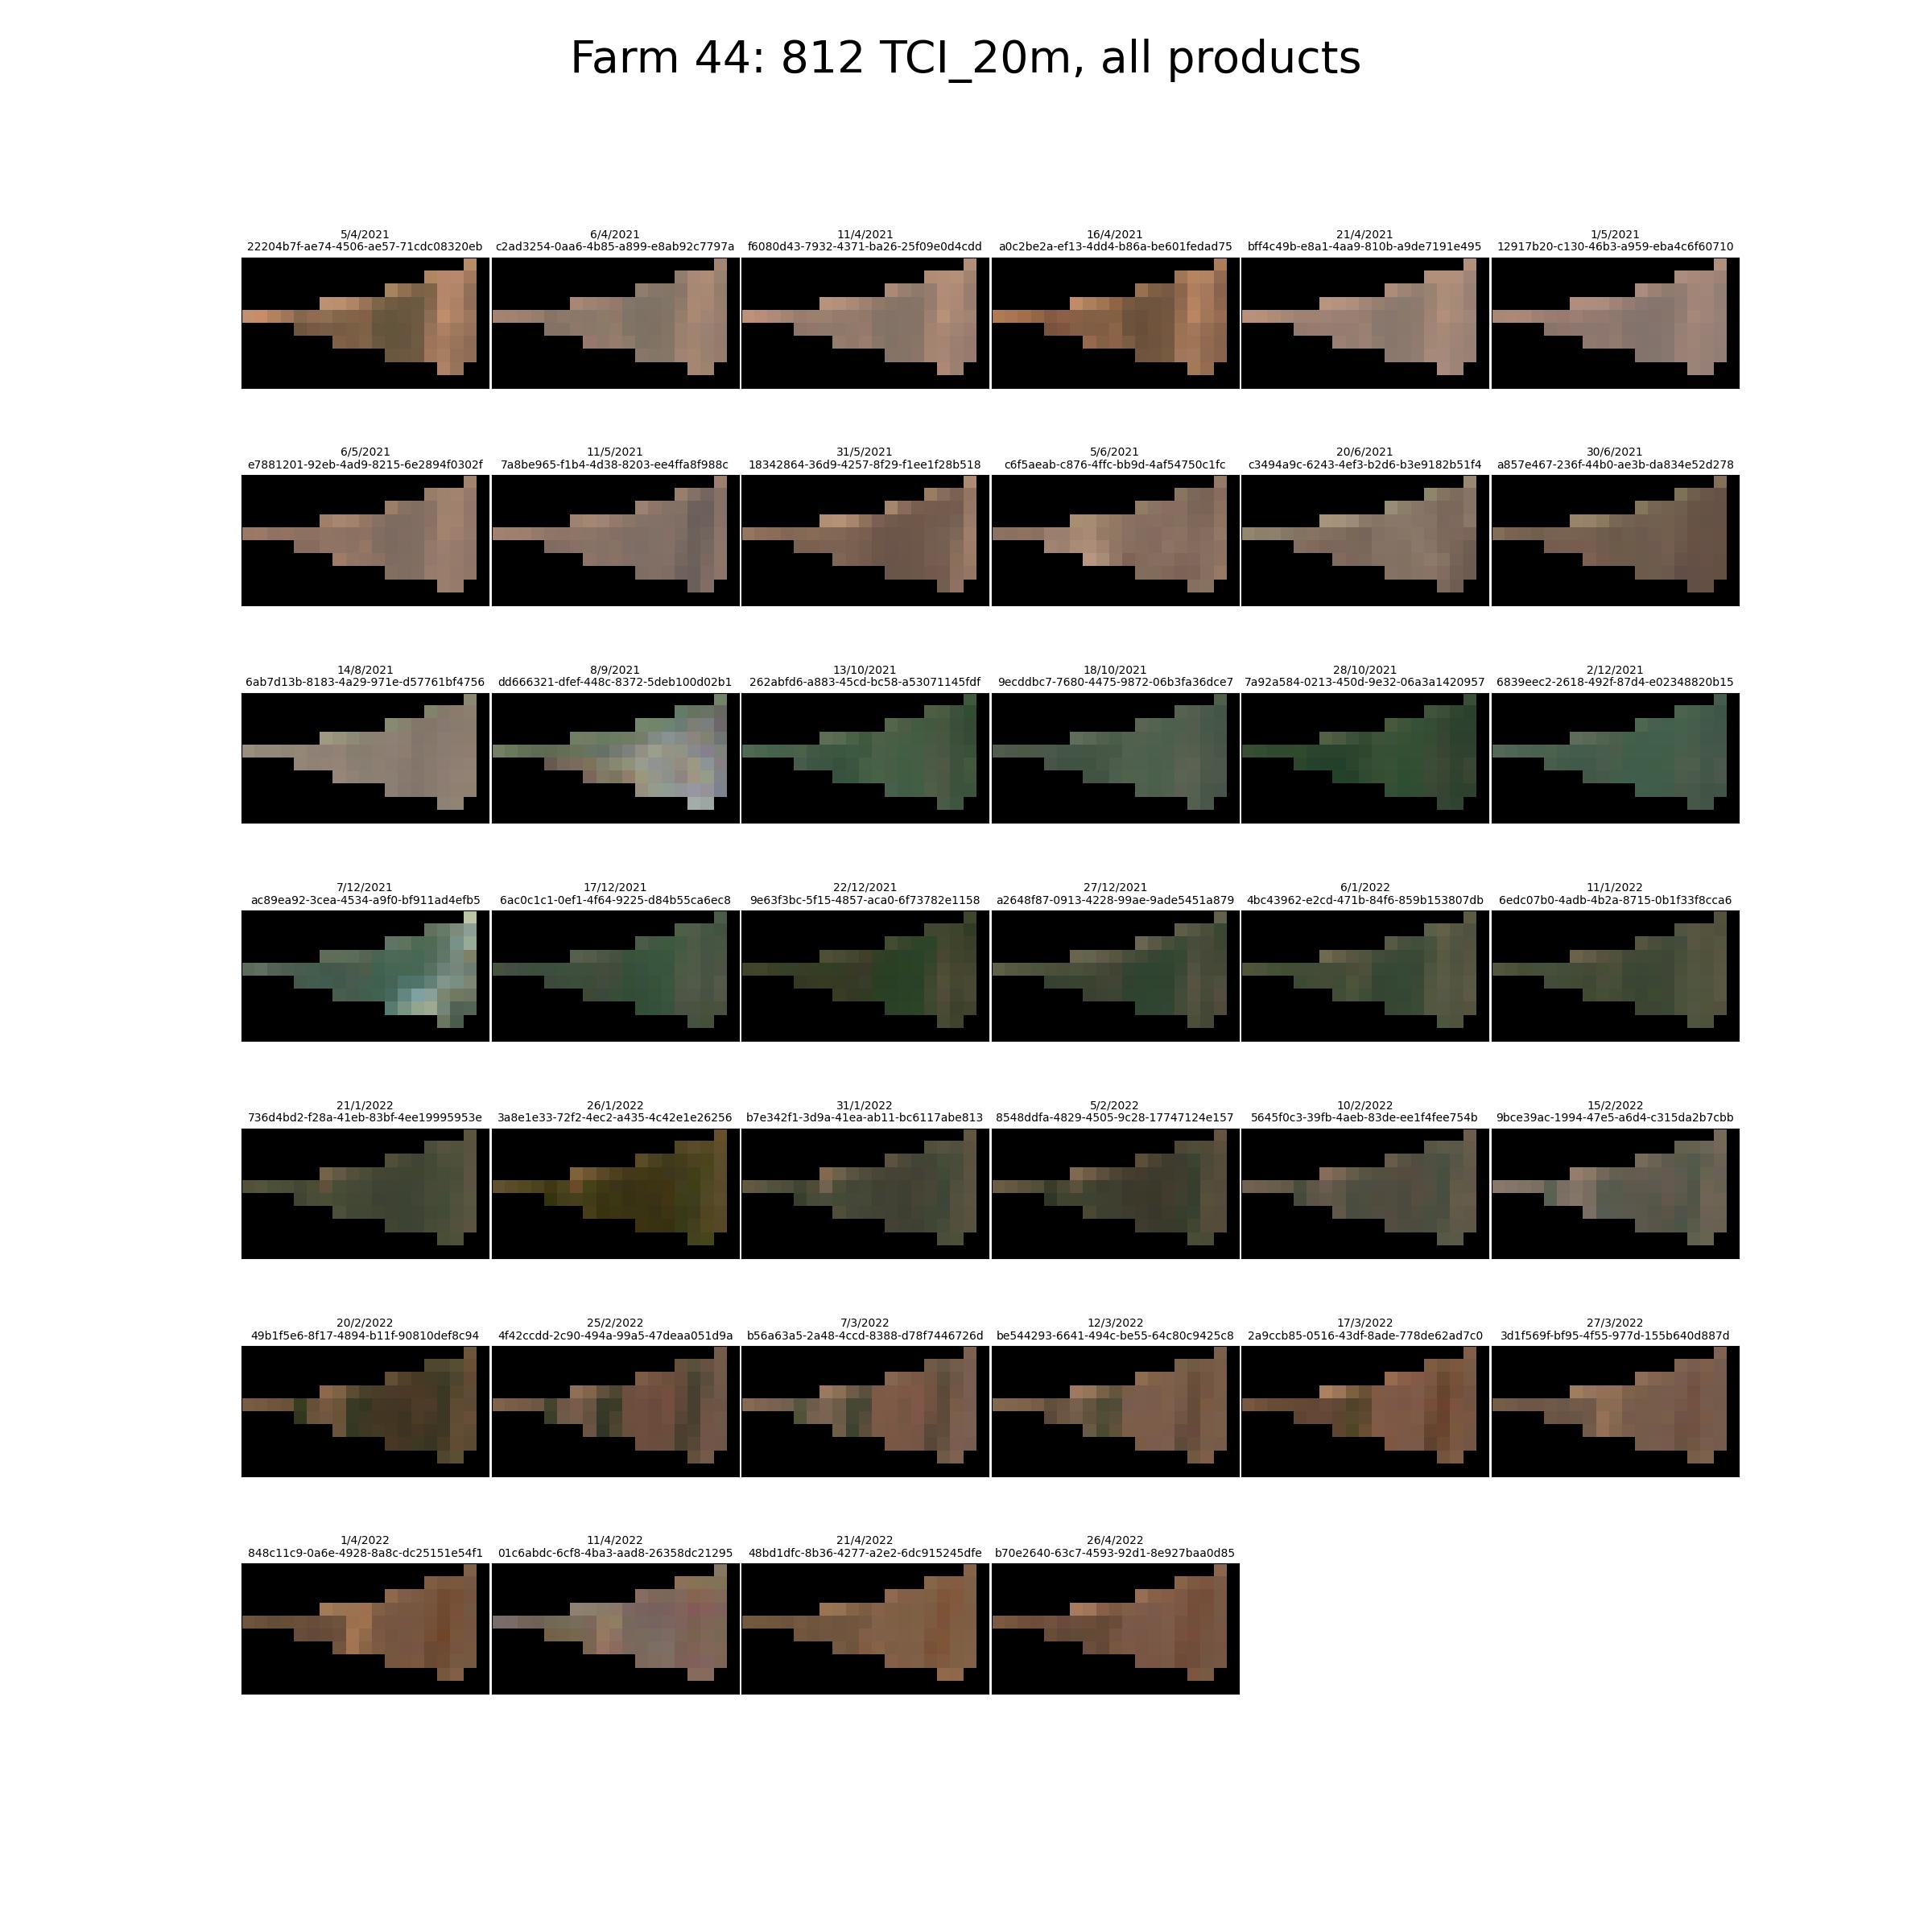 Farm 44: 812 TCI_20m, all products
5/4/2021
22204b7f-ae74-4506-ae57-71cdc08320eb
6/4/2021
c2ad3254-0aa6-4b85-a899-e8ab92c7797a
11/4/2021
f6080d43-7932-4371-ba26-25f09e0d4cdd
16/4/2021
a0c2be2a-ef13-4dd4-b86a-be601fedad75
21/4/2021
bff4c49b-e8a1-4aa9-810b-a9de7191e495
1/5/2021
12917b20-c130-46b3-a959-eba4c6f60710
6/5/2021
e7881201-92eb-4ad9-8215-6e2894f0302f
11/5/2021
7a8be965-f1b4-4d38-8203-ee4ffa8f988c
31/5/2021
18342864-36d9-4257-8f29-f1ee1f28b518
5/6/2021
c6f5aeab-c876-4ffc-bb9d-4af54750c1fc
20/6/2021
c3494a9c-6243-4ef3-b2d6-b3e9182b51f4
30/6/2021
a857e467-236f-44b0-ae3b-da834e52d278
14/8/2021
6ab7d13b-8183-4a29-971e-d57761bf4756
8/9/2021
dd666321-dfef-448c-8372-5deb100d02b1
13/10/2021
262abfd6-a883-45cd-bc58-a53071145fdf
18/10/2021
9ecddbc7-7680-4475-9872-06b3fa36dce7
28/10/2021
7a92a584-0213-450d-9e32-06a3a1420957
2/12/2021
6839eec2-2618-492f-87d4-e02348820b15
7/12/2021
ac89ea92-3cea-4534-a9f0-bf911ad4efb5
17/12/2021
6ac0c1c1-0ef1-4f64-9225-d84b55ca6ec8
22/12/2021
9e63f3bc-5f15-4857-aca0-6f73782e1158
27/12/2021
a2648f87-0913-4228-99ae-9ade5451a879
6/1/2022
4bc43962-e2cd-471b-84f6-859b153807db
11/1/2022
6edc07b0-4adb-4b2a-8715-0b1f33f8cca6
21/1/2022
736d4bd2-f28a-41eb-83bf-4ee19995953e
26/1/2022
3a8e1e33-72f2-4ec2-a435-4c42e1e26256
31/1/2022
b7e342f1-3d9a-41ea-ab11-bc6117abe813
5/2/2022
8548ddfa-4829-4505-9c28-17747124e157
10/2/2022
5645f0c3-39fb-4aeb-83de-ee1f4fee754b
15/2/2022
9bce39ac-1994-47e5-a6d4-c315da2b7cbb
20/2/2022
49b1f5e6-8f17-4894-b11f-90810def8c94
25/2/2022
4f42ccdd-2c90-494a-99a5-47deaa051d9a
7/3/2022
b56a63a5-2a48-4ccd-8388-d78f7446726d
12/3/2022
be544293-6641-494c-be55-64c80c9425c8
17/3/2022
2a9ccb85-0516-43df-8ade-778de62ad7c0
27/3/2022
3d1f569f-bf95-4f55-977d-155b640d887d
1/4/2022
848c11c9-0a6e-4928-8a8c-dc25151e54f1
11/4/2022
01c6abdc-6cf8-4ba3-aad8-26358dc21295
21/4/2022
48bd1dfc-8b36-4277-a2e2-6dc915245dfe
26/4/2022
b70e2640-63c7-4593-92d1-8e927baa0d85